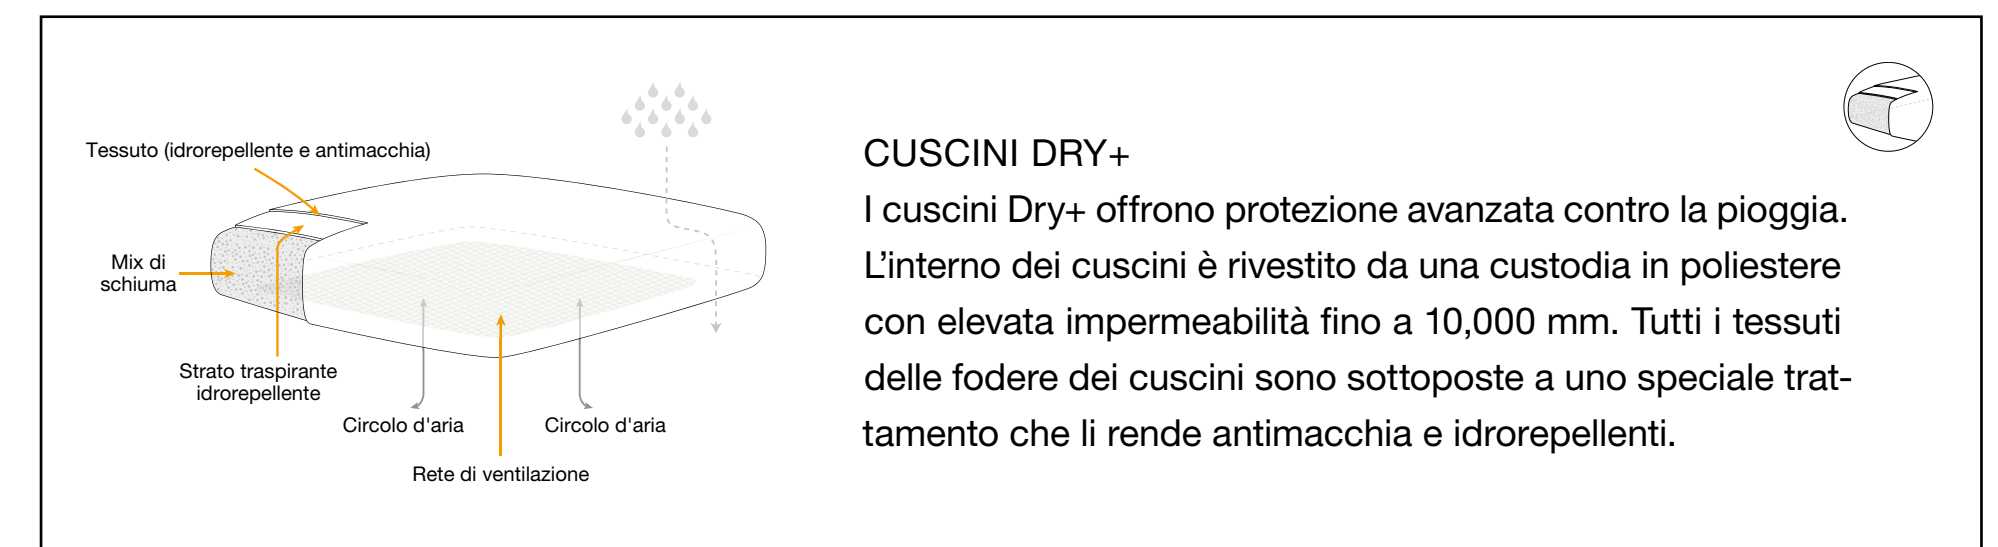 Tessuto (idrorepellente e antimacchia)
Mix di
schiuma
Strato traspirante
idrorepellente
Circolo d'aria
Circolo d'aria
Rete di ventilazione
CUSCINI DRY+
I cuscini Dry+ offrono protezione avanzata contro la pioggia.
L'interno dei cuscini è rivestito da una custodia in poliestere
con elevata impermeabilità fino a 10,000 mm. Tutti i tessuti
delle fodere dei cuscini sono sottoposte a uno speciale trat-
tamento che li rende antimacchia e idrorepellenti.